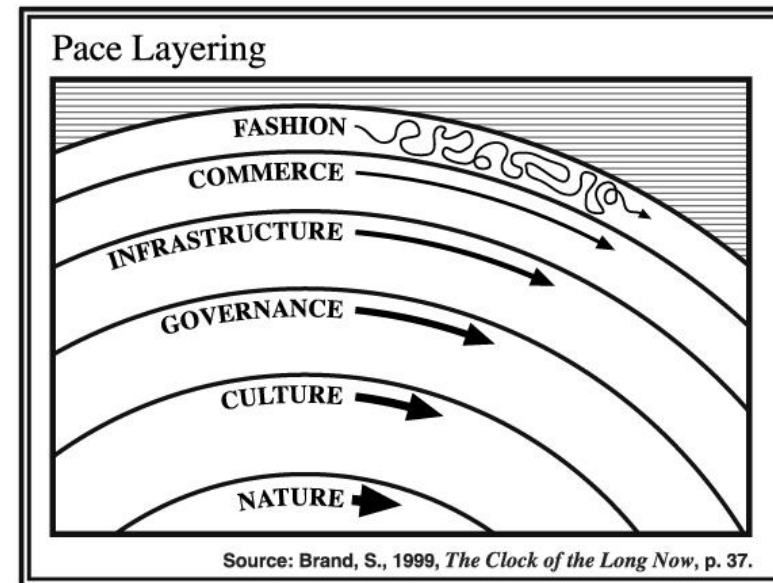 Pace Layering
FASHION
COMMERCE
INFRASTRUCTURE
GOVERNANCE
CULTURE
NATURE
Source: Brand, S., 1999, The Clock of the Long Now, p. 37.